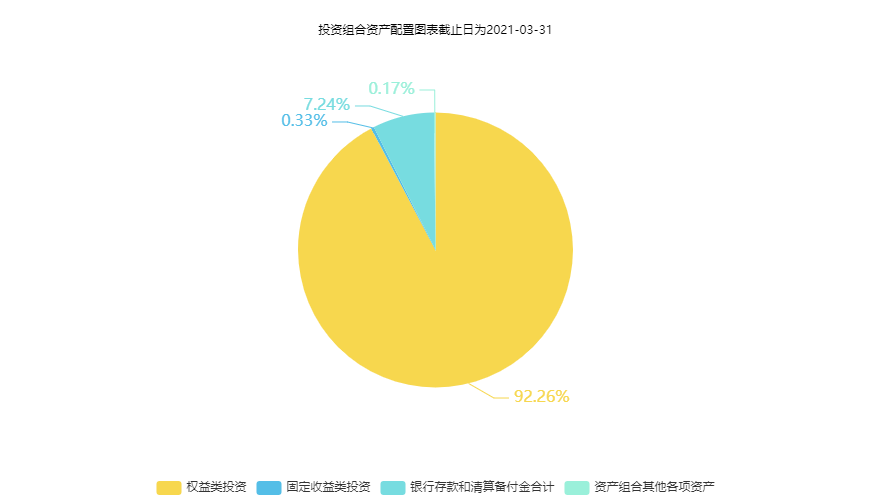 投资组合资产配置图表截止日为2021-03-31
0.17%
7.24%
0.33%
92.26%
权益类投资 固定收益类投资 银行存款和清算备付金合计 资产组合其他各项资产